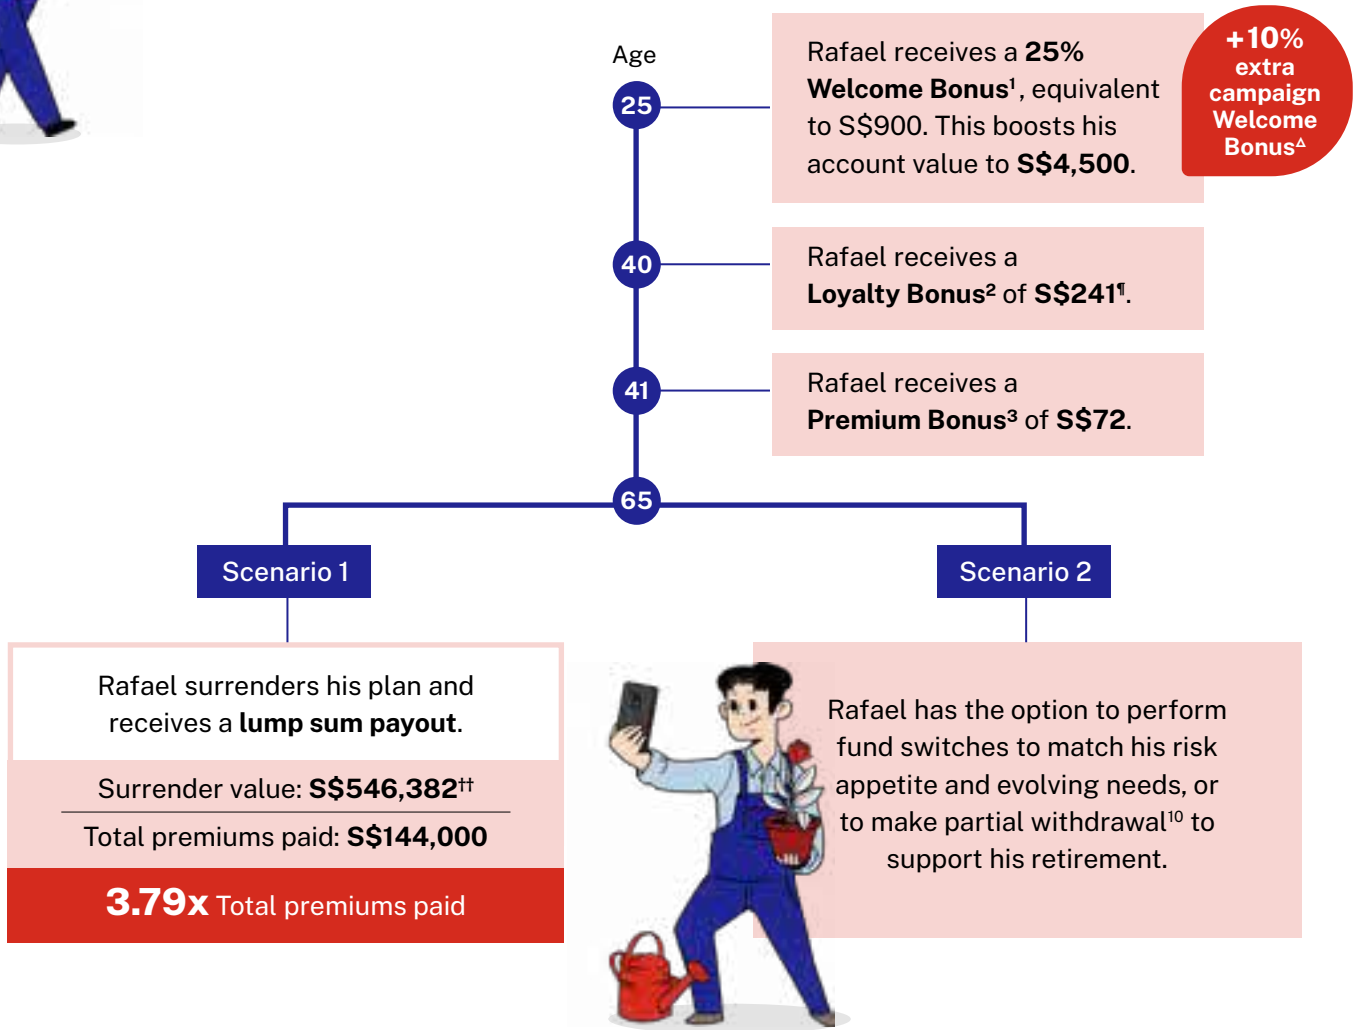 Age
25
Rafael receives a 25%
Welcome Bonus¹, equivalent
to S$900. This boosts his
account value to S$4,500.
+10%
extra
campaign
Welcome
Bonus∆
40
Rafael receives a
Loyalty Bonus² of S$241¶.
41
Rafael receives a
Premium Bonus³ of S$72.
65
Scenario 1
Rafael surrenders his plan and
receives a lump sum payout.
Surrender value: S$546,382††
Total premiums paid: S$144,000
3.79x Total premiums paid
Scenario 2
Rafael has the option to perform
fund switches to match his risk
appetite and evolving needs, or
to make partial withdrawal¹⁰ to
support his retirement.